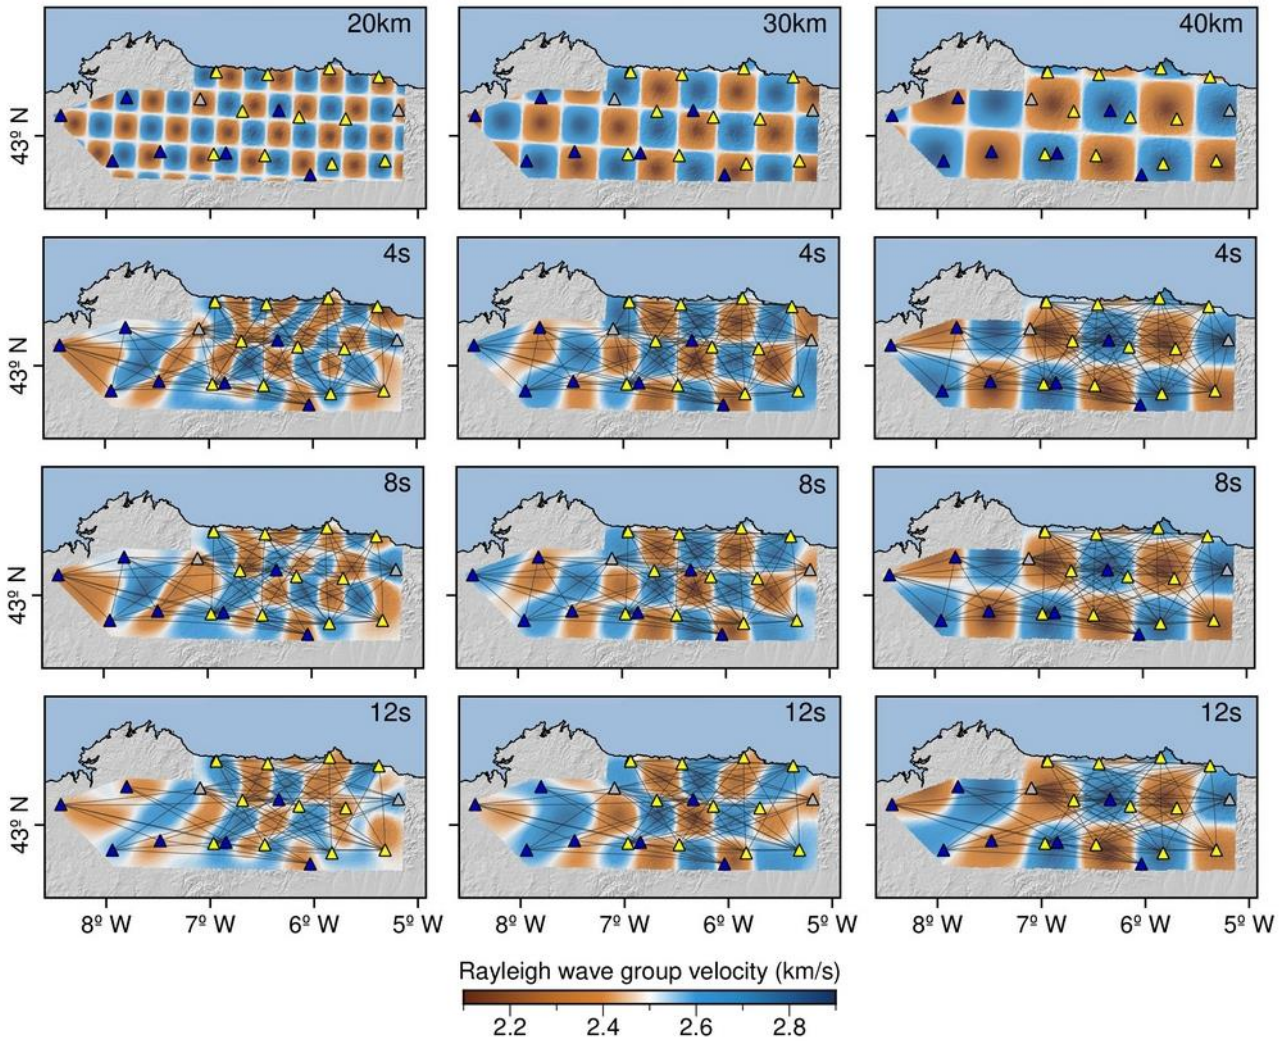 20km 30km 40km
43º N
4s 4s 4s
43º N
8s 8s 8s
43º N
12s 12s 12s
43º N
8º W 7º W 6º W 5º W 8º W 7º W 6º W 5º W 8º W 7º W 6º W 5º W
Rayleigh wave group velocity (km/s)
2.2 2.4 2.6 2.8